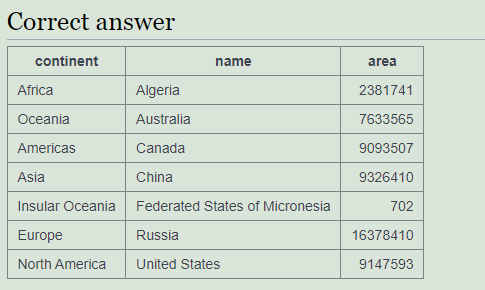 Correct answer
continent name area
Africa Algeria 2381741
Oceania Australia 7633565
Americas Canada 9093507
Asia China 9326410
Insular Oceania Federated States of Micronesia 702
Europe Russia 16378410
North America United States 9147593